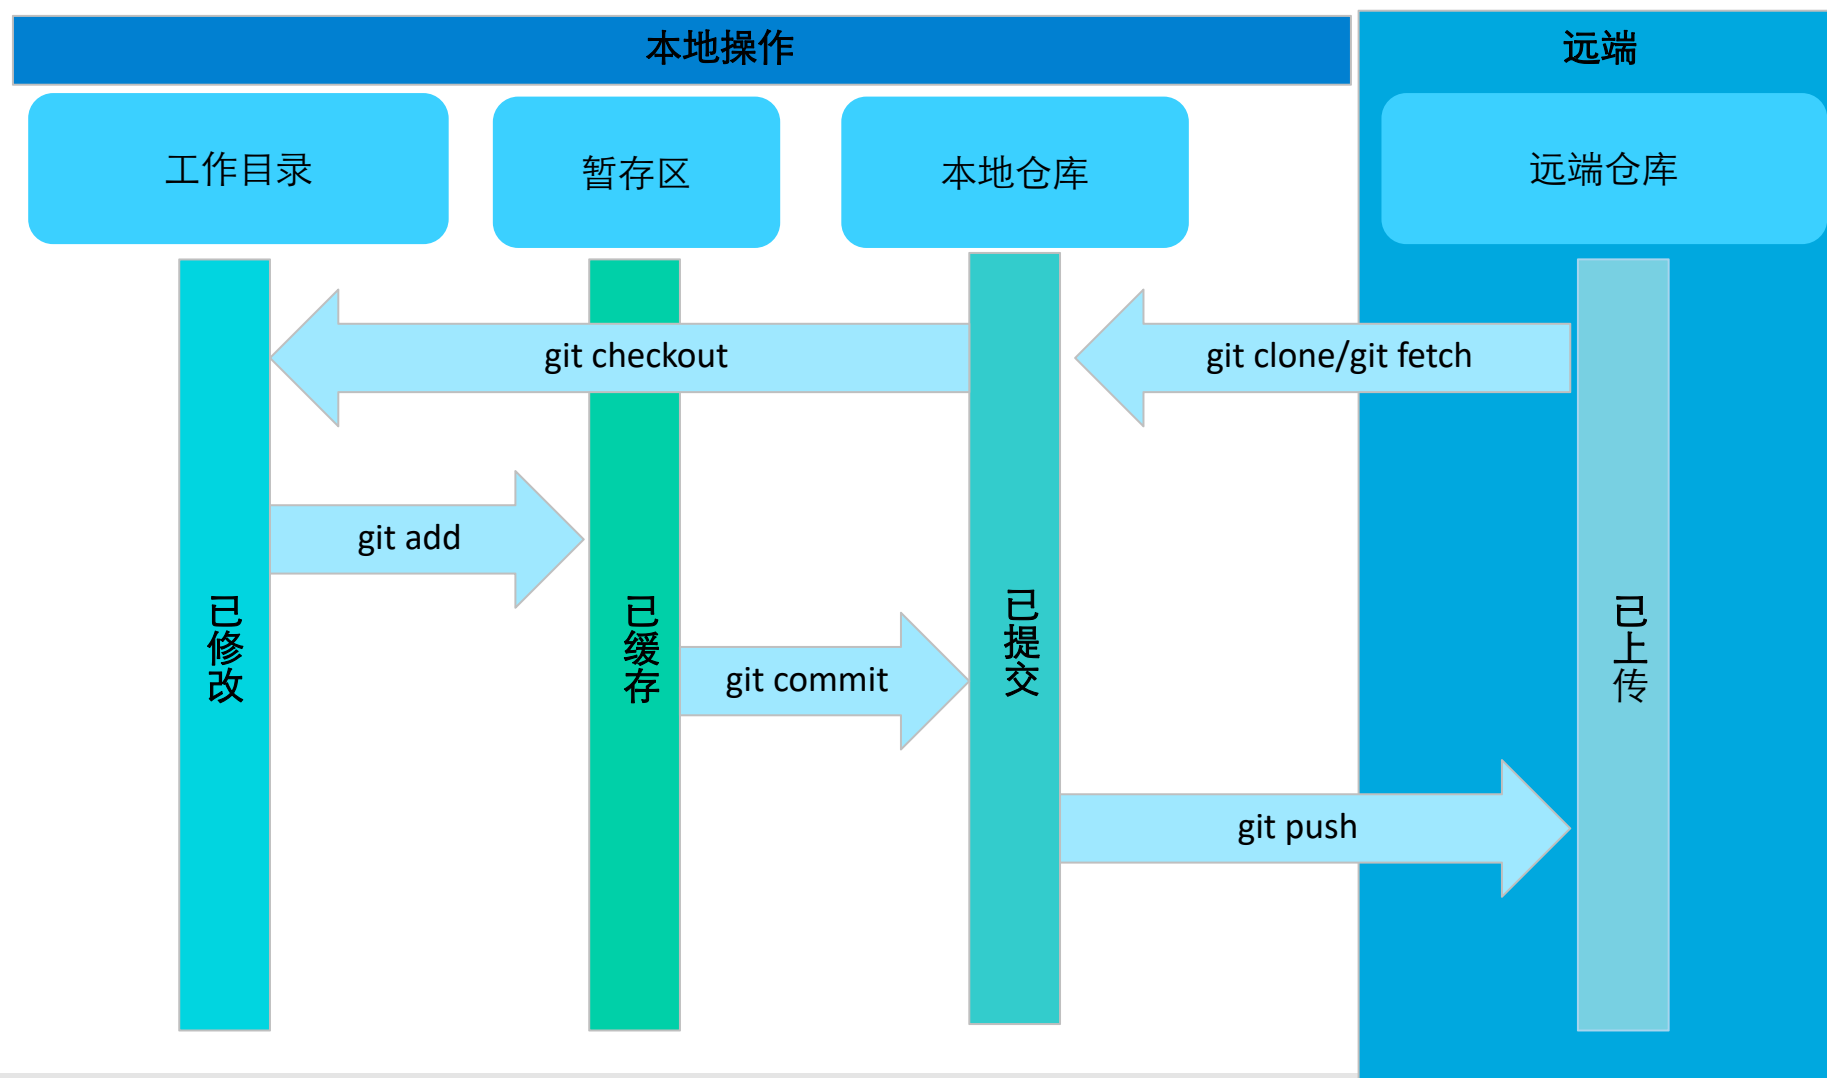 本地操作
远端
工作目录
暂存区
本地仓库
远端仓库
git checkout
git clone/git fetch
git add
已修改
已缓存
git commit
已提交
已上传
git push